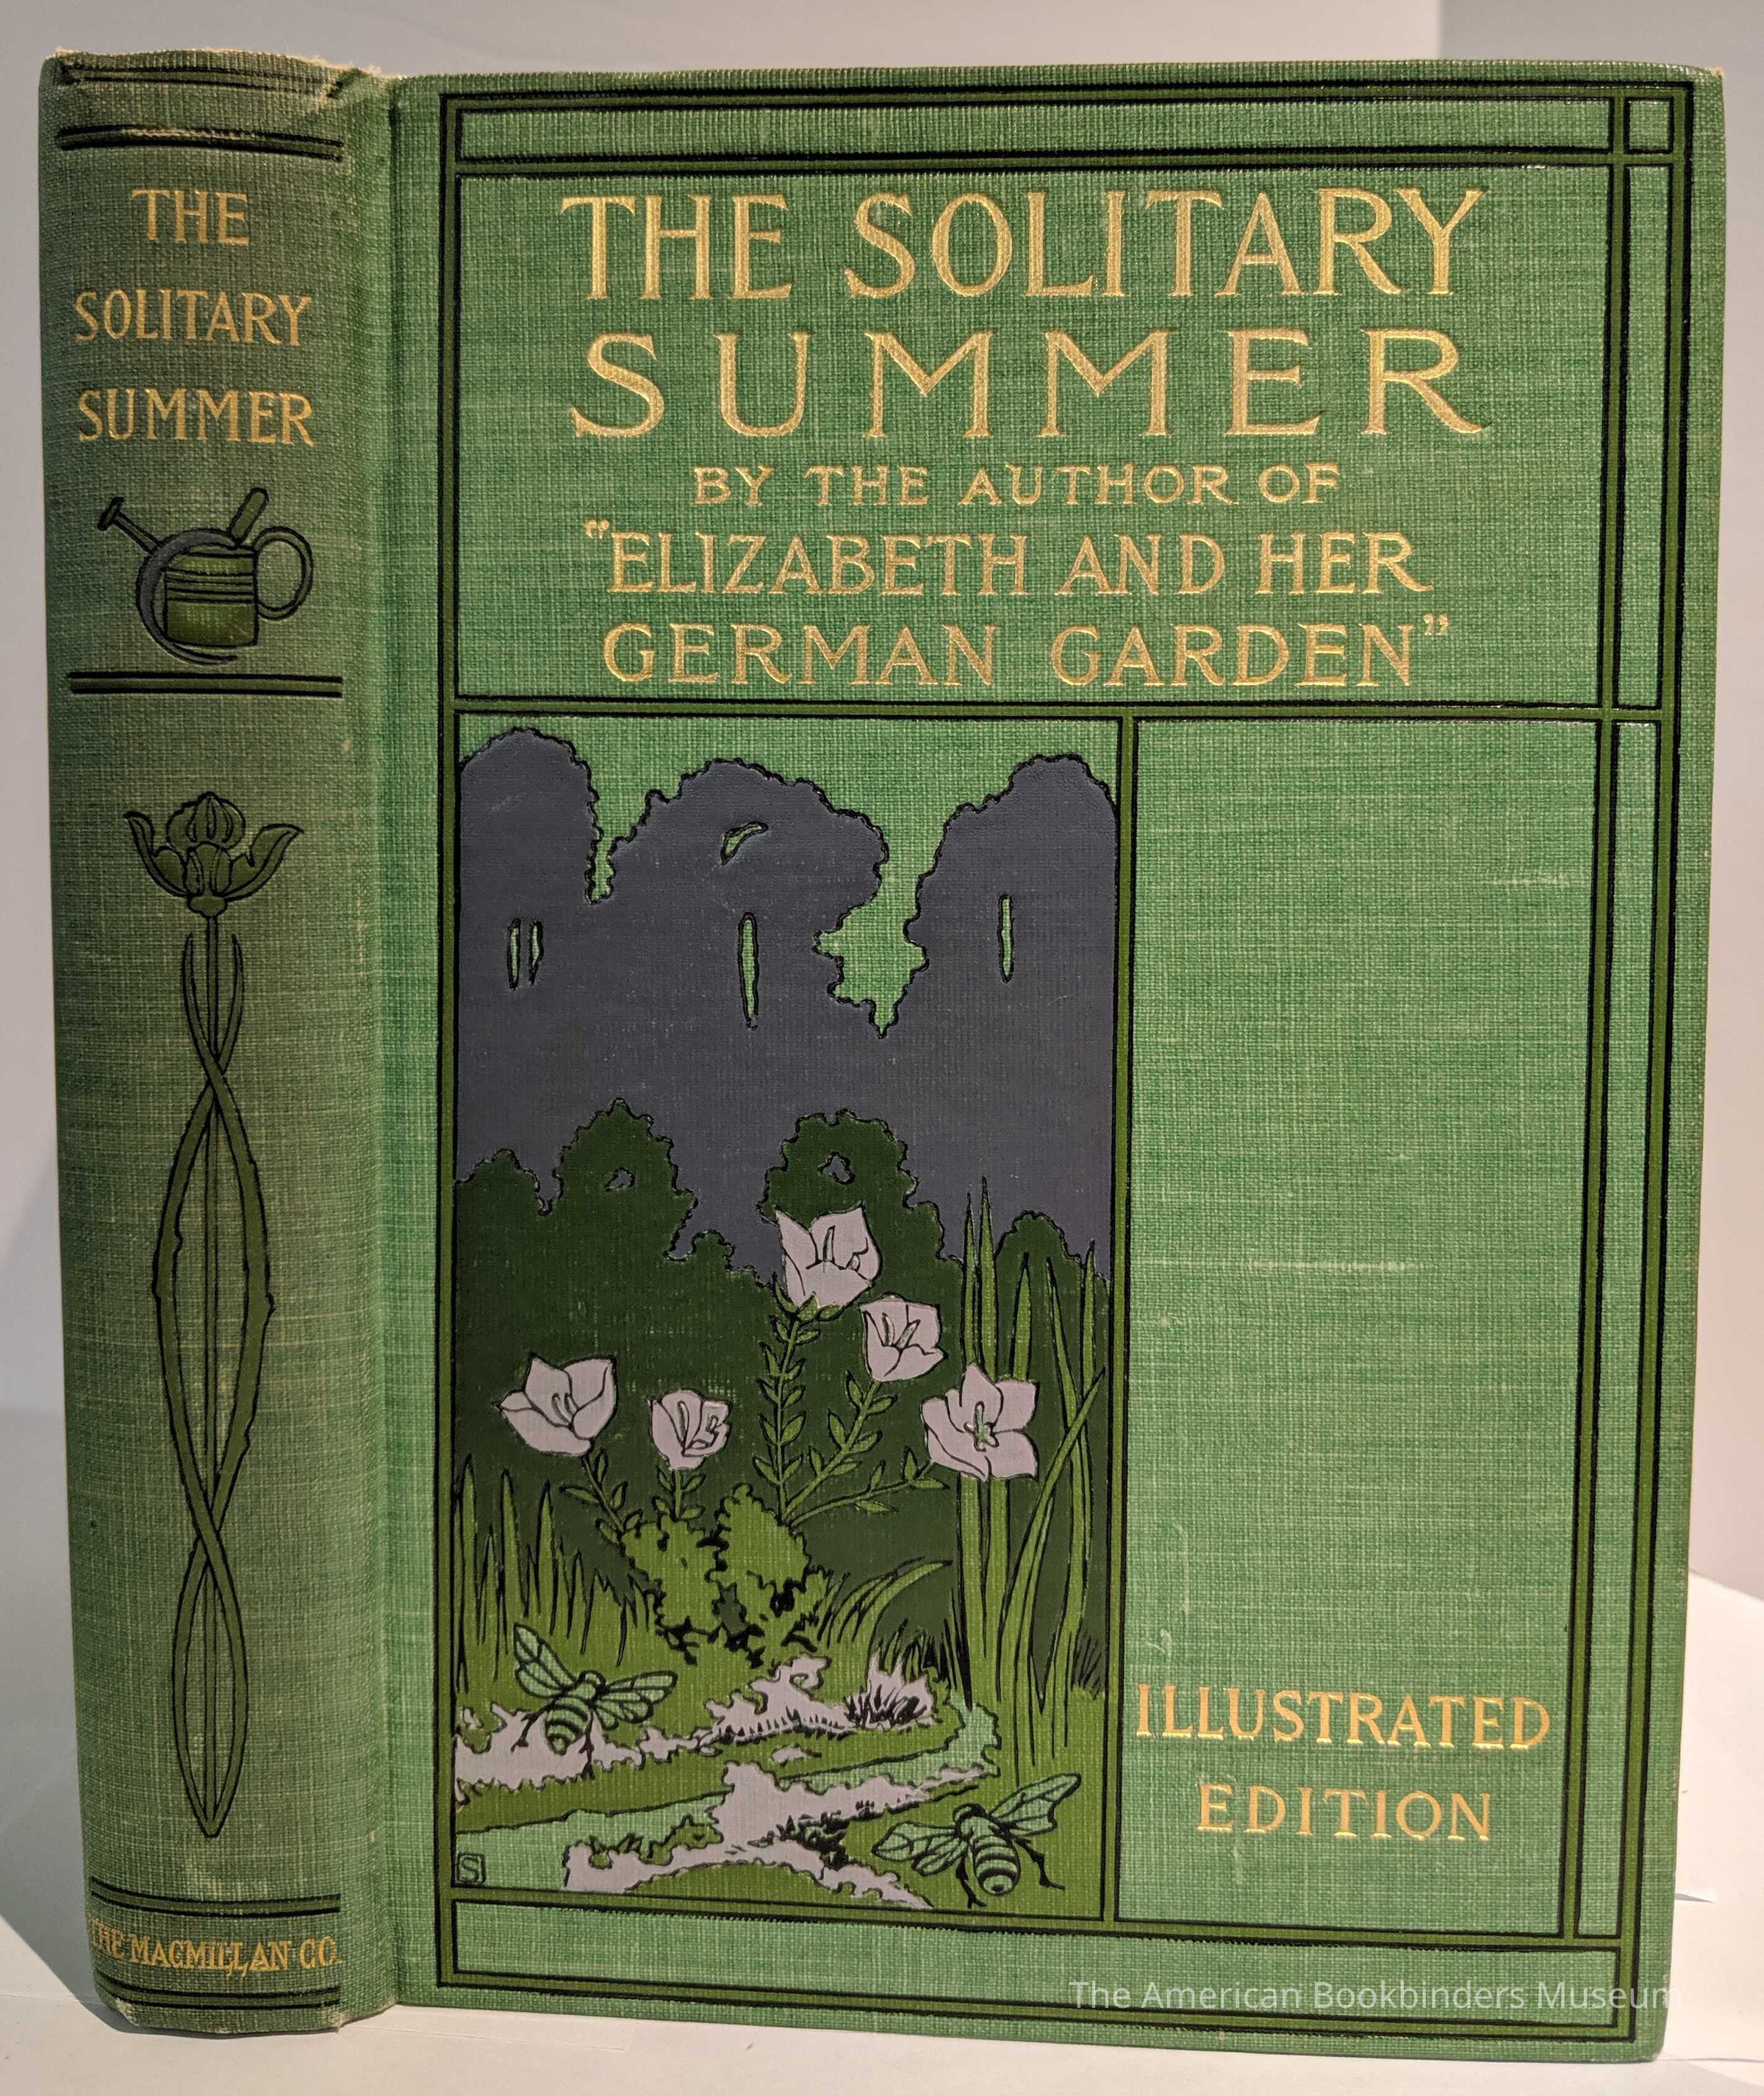 THE
SOLITARY
SUMMER
THE MACMILLAN CO.
THE SOLITARY
SUMMER
BY THE AUTHOR OF
"ELIZABETH AND HER
GERMAN GARDEN"
ILLUSTRATED
EDITION
S
The American Bookbinders Museum